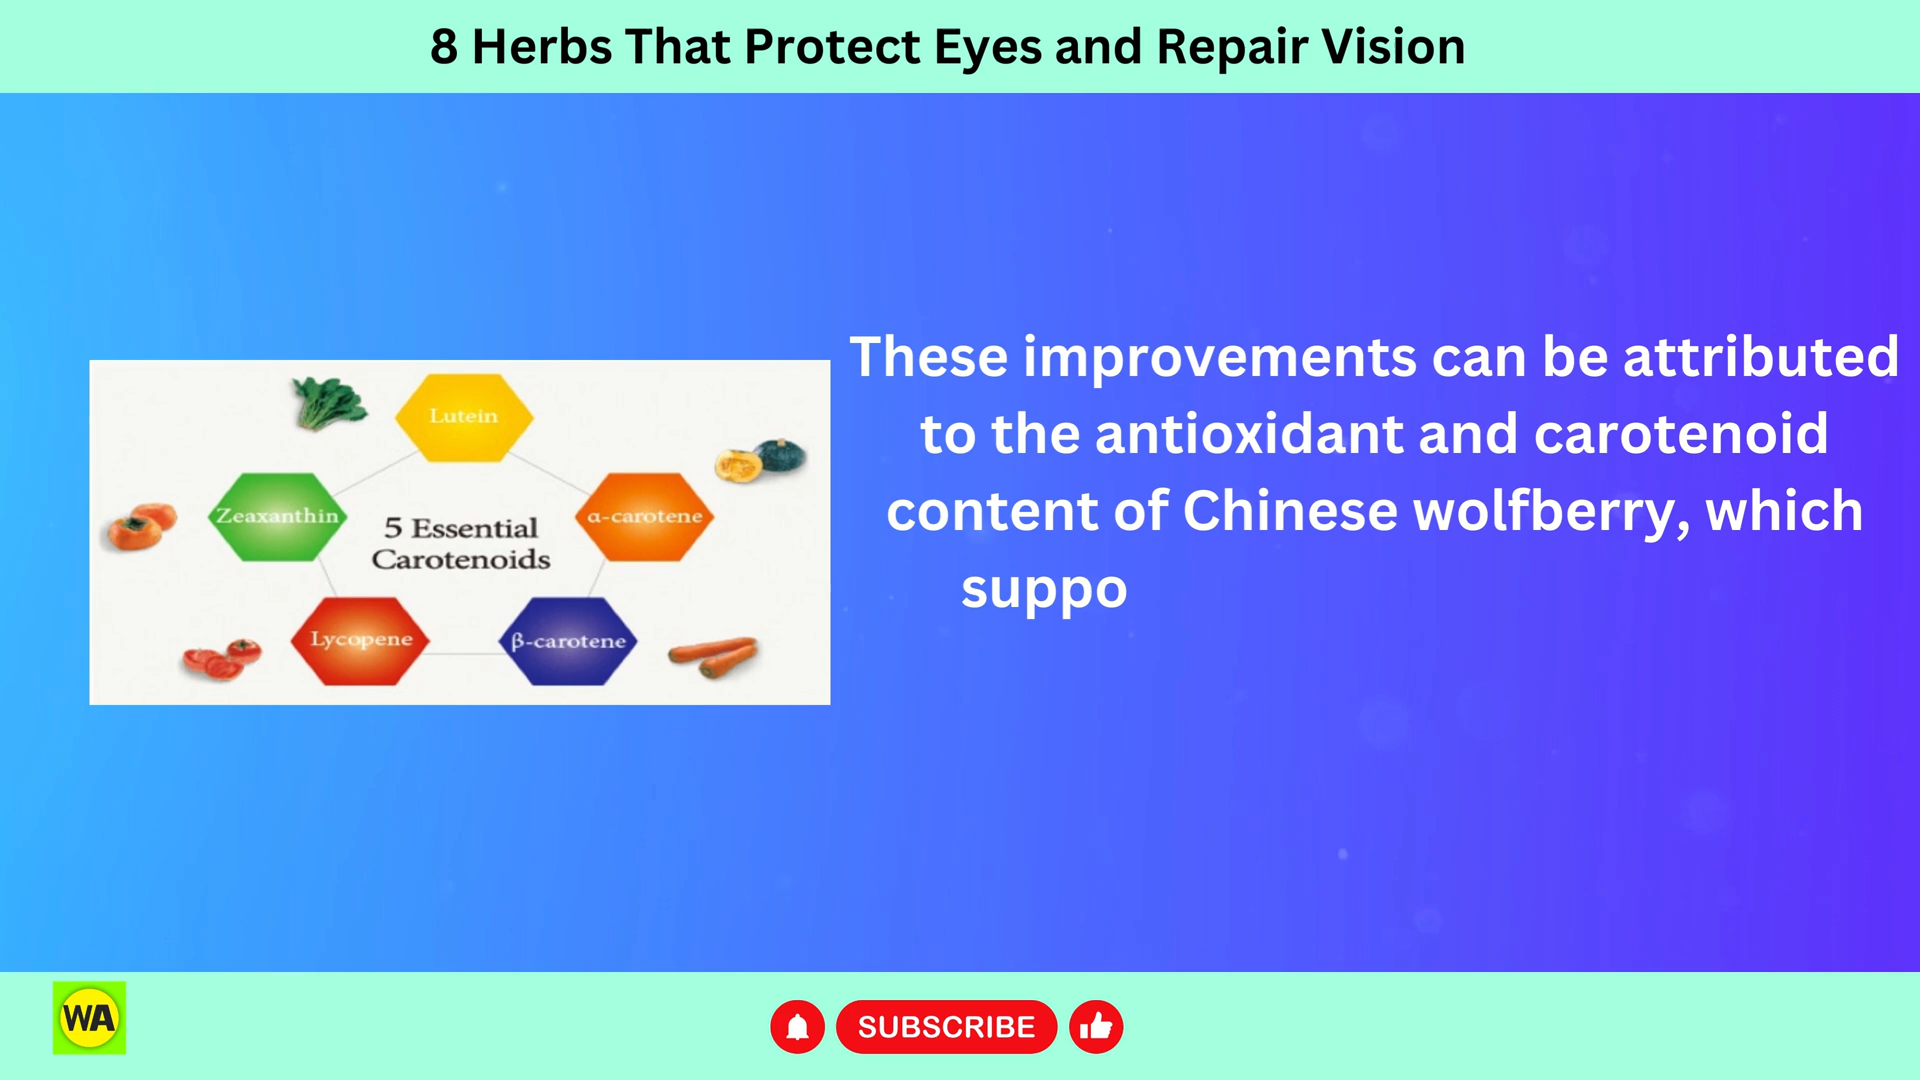 8 Herbs That Protect Eyes and Repair Vision
Lutein
Zeaxanthin
α-carotene
5 Essential
Carotenoids
Lycopene
β-carotene
These improvements can be attributed
to the antioxidant and carotenoid
content of Chinese wolfberry, which
suppo
WA
SUBSCRIBE